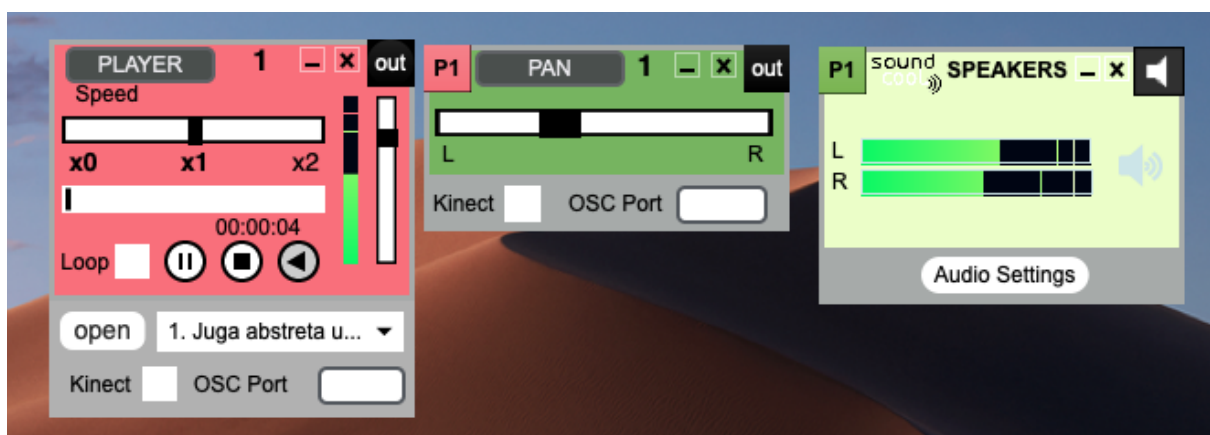 PLAYER 1 out
Speed
x0 x1 x2
00:00:04
Loop
open 1. Juga abstreta u...
Kinect OSC Port
P1 PAN 1 out
L R
Kinect OSC Port
P1 sound cool SPEAKERS
L
R
Audio Settings